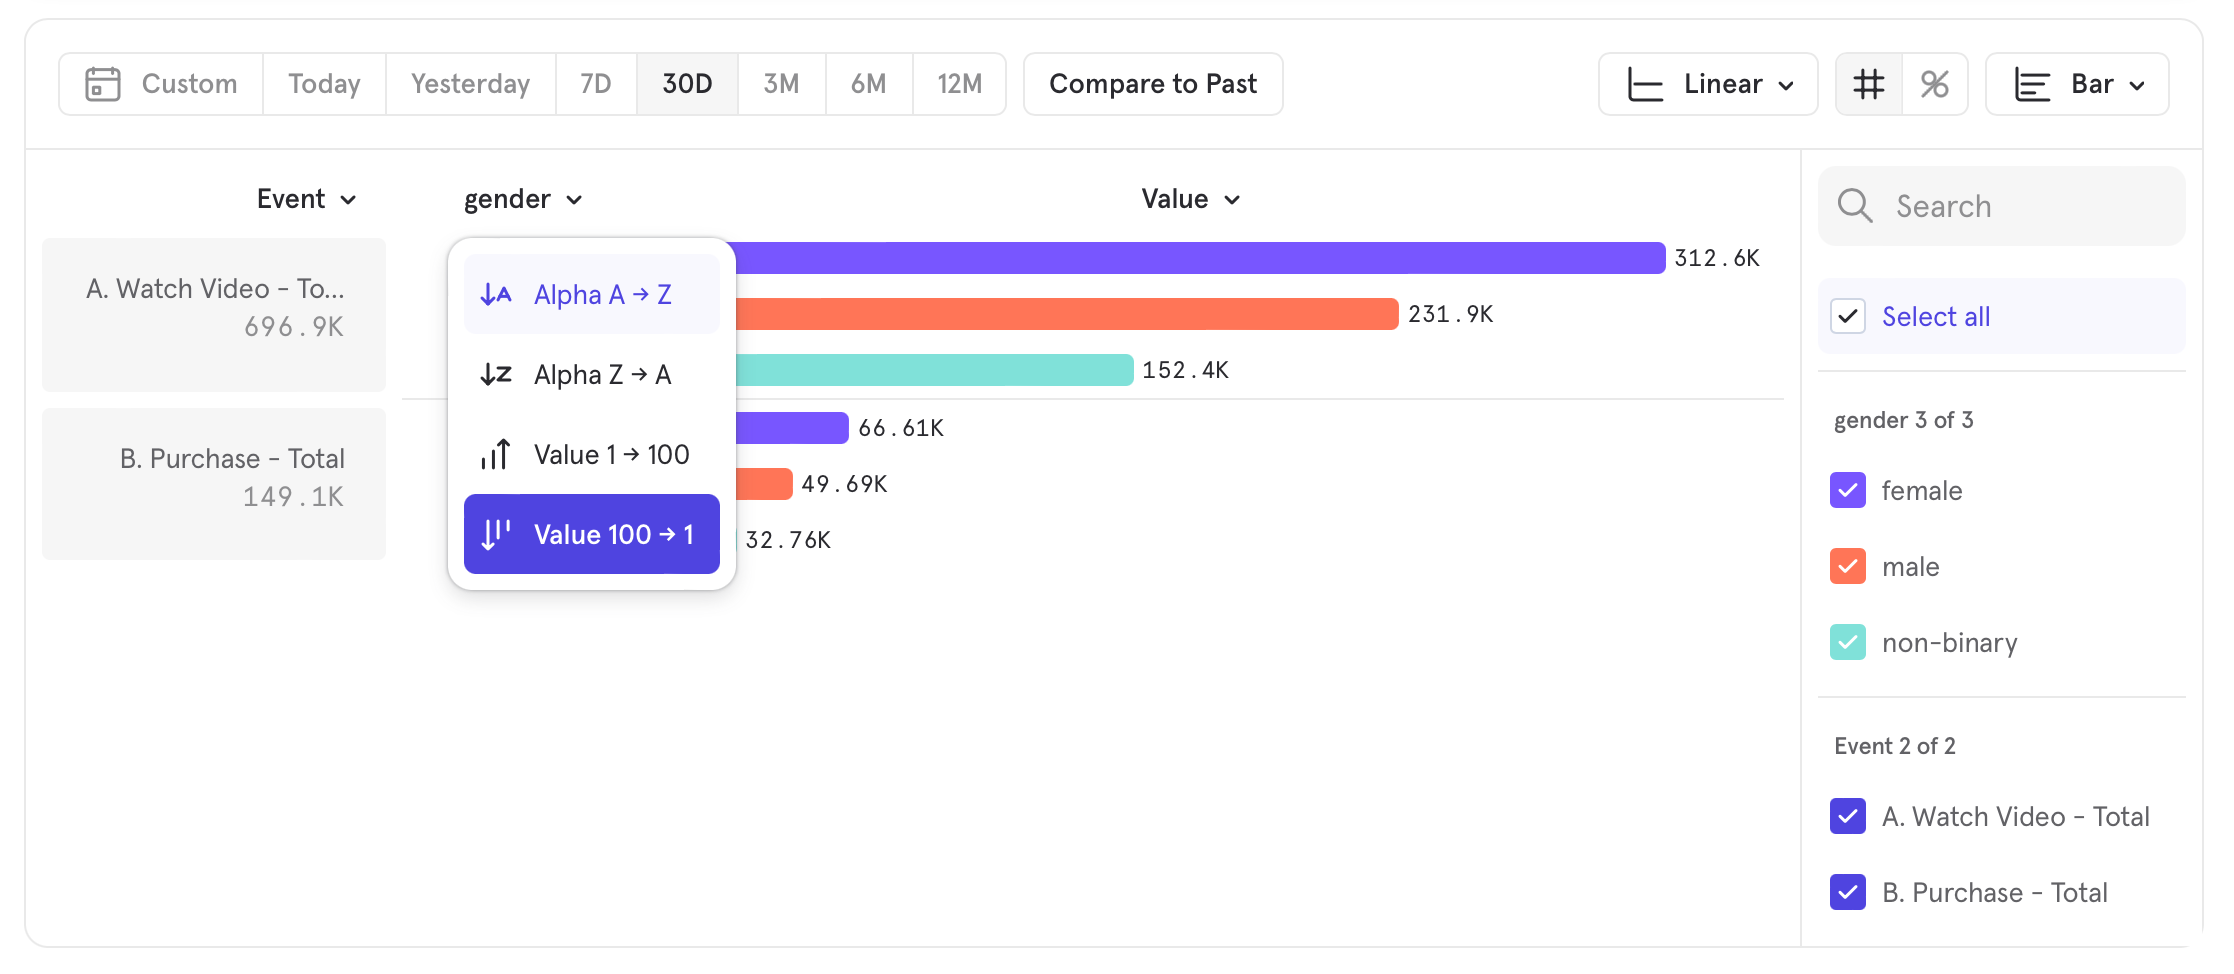 Custom Today Yesterday 7D 30D 3M 6M 12M Compare to Past Linear Bar
Event gender Value
Search
A. Watch Video - To...
696.9K
Alpha A → Z
Alpha Z → A
Value 1 → 100
Value 100 → 1
312.6K
231.9K
152.4K
B. Purchase - Total
149.1K
66.61K
49.69K
32.76K
Select all
gender 3 of 3
female
male
non-binary
Event 2 of 2
A. Watch Video - Total
B. Purchase - Total